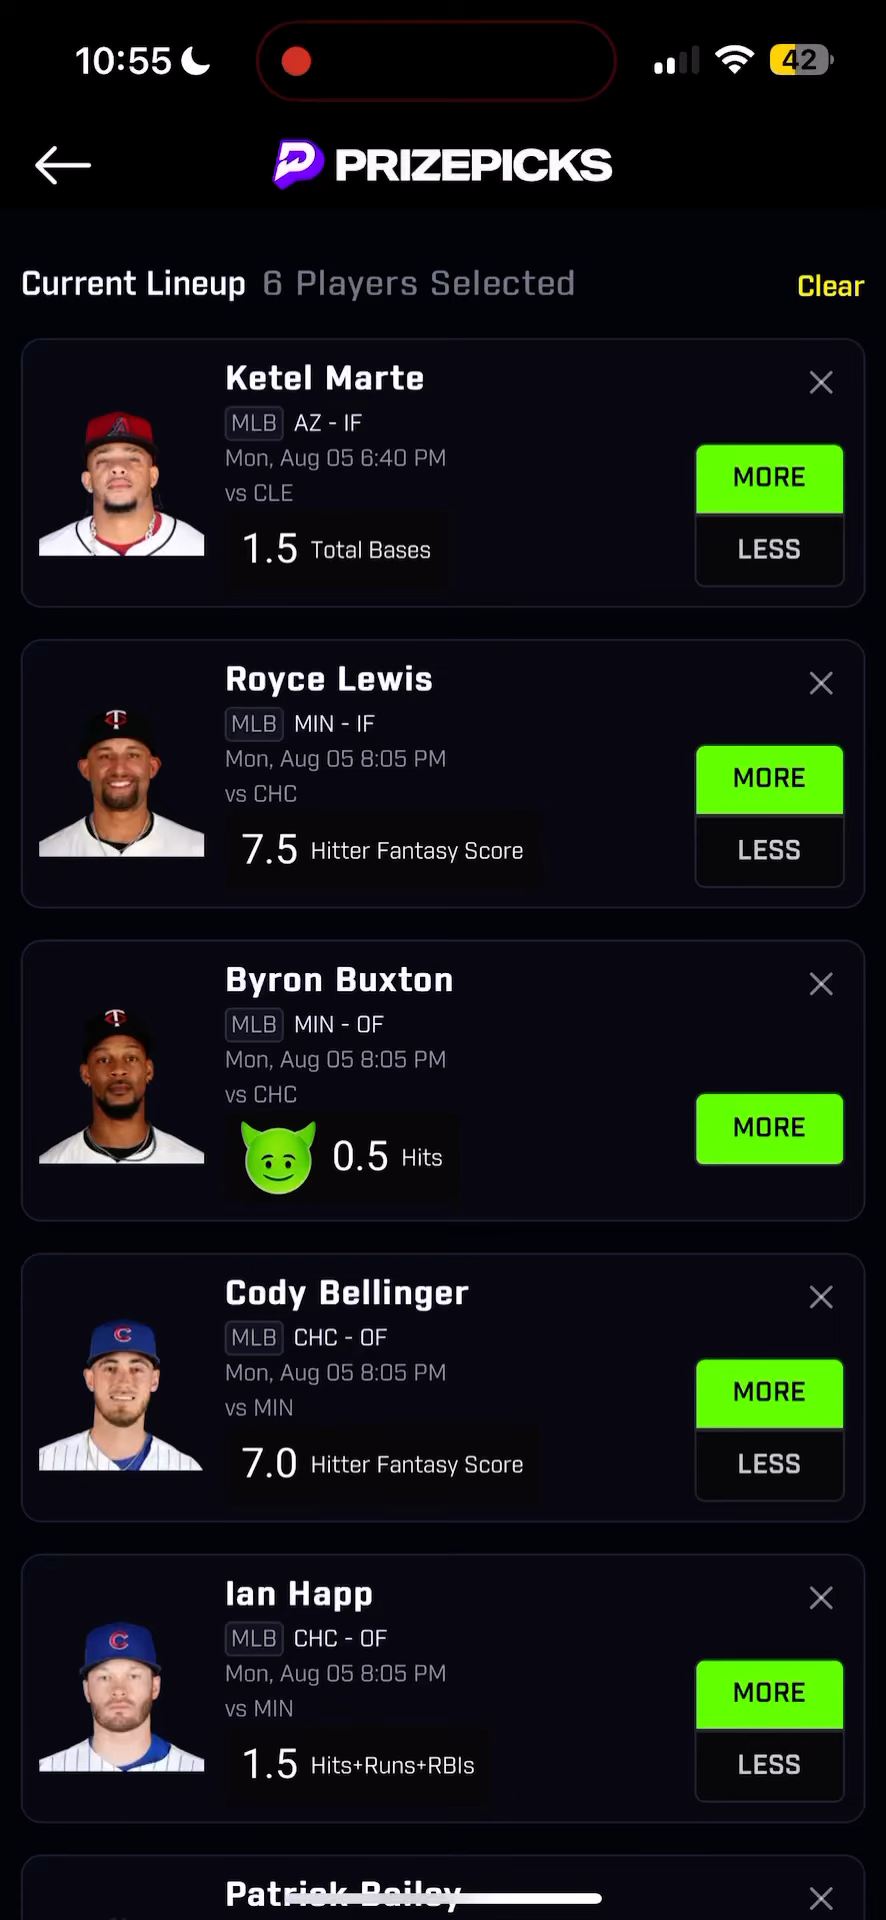 10:55
42
PRIZEPICKS
Current Lineup 6 Players Selected
Clear
Ketel Marte
MLB AZ - IF
Mon, Aug 05 6:40 PM
vs CLE
1.5 Total Bases
MORE
LESS
Royce Lewis
MLB MIN - IF
Mon, Aug 05 8:05 PM
vs CHC
7.5 Hitter Fantasy Score
MORE
LESS
Byron Buxton
MLB MIN - OF
Mon, Aug 05 8:05 PM
vs CHC
0.5 Hits
MORE
Cody Bellinger
MLB CHC - OF
Mon, Aug 05 8:05 PM
vs MIN
7.0 Hitter Fantasy Score
MORE
LESS
Ian Happ
MLB CHC - OF
Mon, Aug 05 8:05 PM
vs MIN
1.5 Hits+Runs+RBIs
MORE
LESS
Patrick Bailey